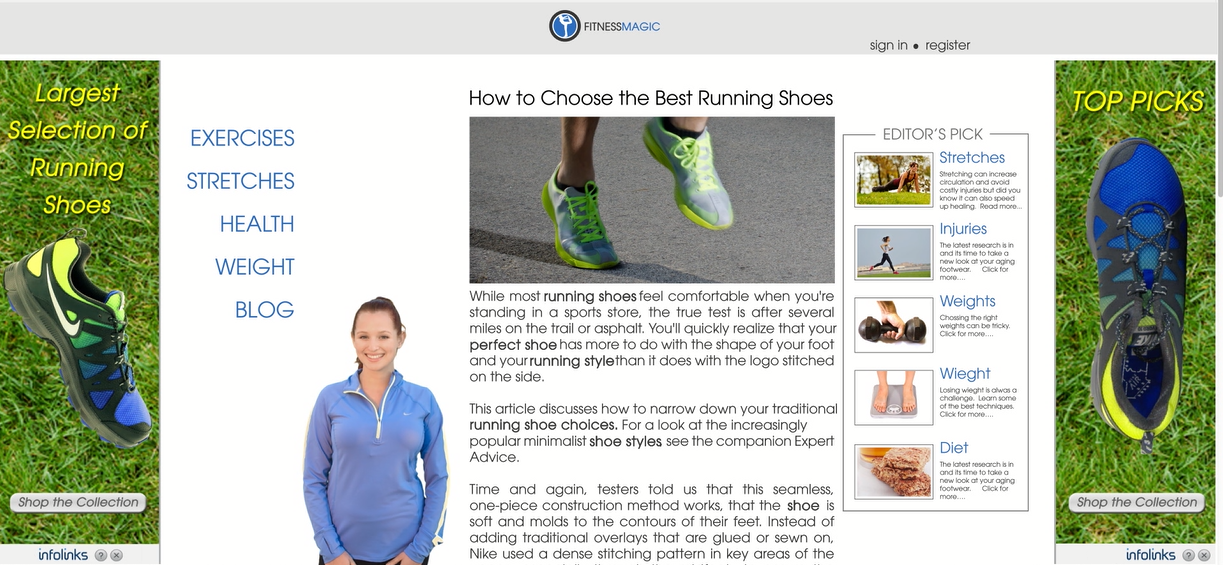 FITNESSMAGIC
sign in ● register
Largest
Selection of
Running
Shoes
Shop the Collection
infolinks ? ×
EXERCISES
STRETCHES
HEALTH
WEIGHT
BLOG
How to Choose the Best Running Shoes
While most running shoes feel comfortable when you're
standing in a sports store, the true test is after several
miles on the trail or asphalt. You'll quickly realize that your
perfect shoe has more to do with the shape of your foot
and your running style than it does with the logo stitched
on the side.
This article discusses how to narrow down your traditional
running shoe choices. For a look at the increasingly
popular minimalist shoe styles, see the companion Expert
Advice.
Time and again, testers told us that this seamless,
one-piece construction method works, that the shoe is
soft and molds to the contours of their feet. Instead of
adding traditional overlays that are glued or sewn on,
Nike used a dense stitching pattern in key areas of the
EDITOR'S PICK
Stretches
Stretching can increase
circulation and avoid
costly injuries but did you
know it can also speed
up healing. Read more...
Injuries
The latest research is in
and its time to take a
new look at your aging
footwear. Click for
more....
Weights
Chossing the right
weights can be tricky.
Click for more....
Wieght
Losing wieght is alwas a
challenge. Learn some
of the best techniques.
Click for more....
Diet
The latest research is in
and its time to take a
new look at your aging
footwear. Click for
more....
TOP PICKS
Shop the Collection
infolinks ? ×